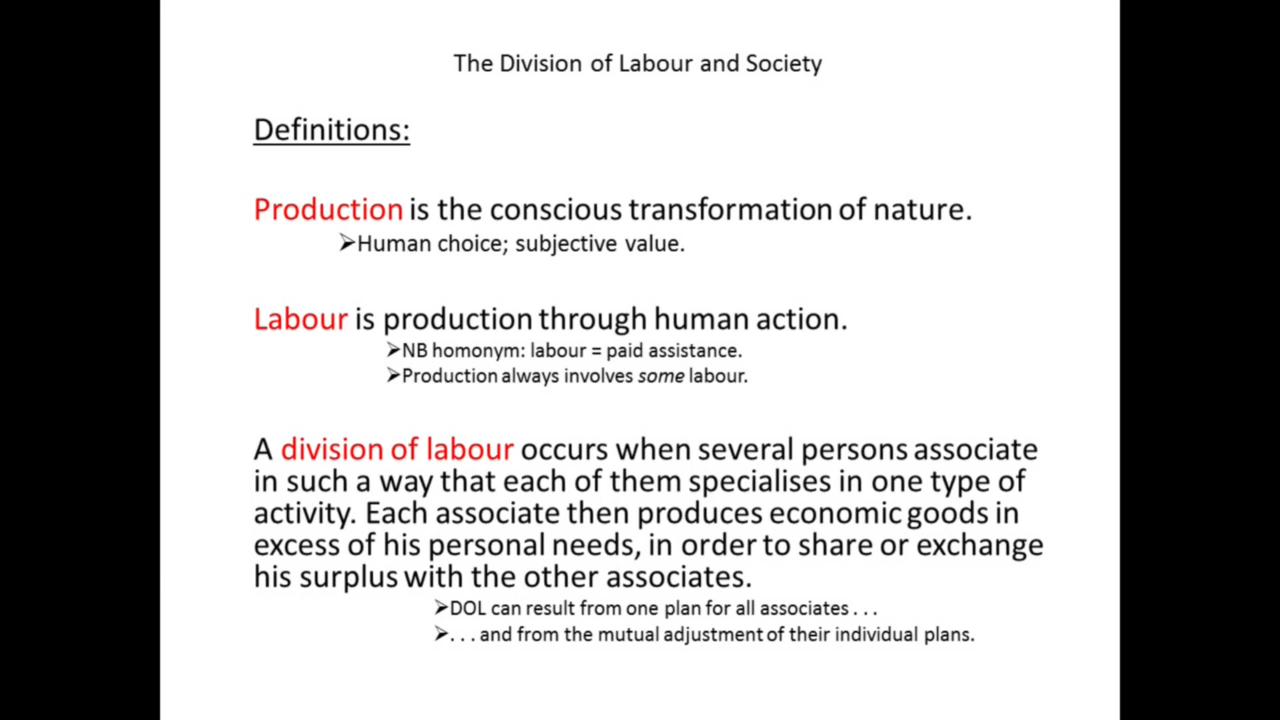 The Division of Labour and Society
Definitions:
Production is the conscious transformation of nature.
➢Human choice; subjective value.
Labour is production through human action.
➢NB homonym: labour = paid assistance.
➢Production always involves some labour.
A division of labour occurs when several persons associate
in such a way that each of them specialises in one type of
activity. Each associate then produces economic goods in
excess of his personal needs, in order to share or exchange
his surplus with the other associates.
➢DOL can result from one plan for all associates . . .
➢. . . and from the mutual adjustment of their individual plans.